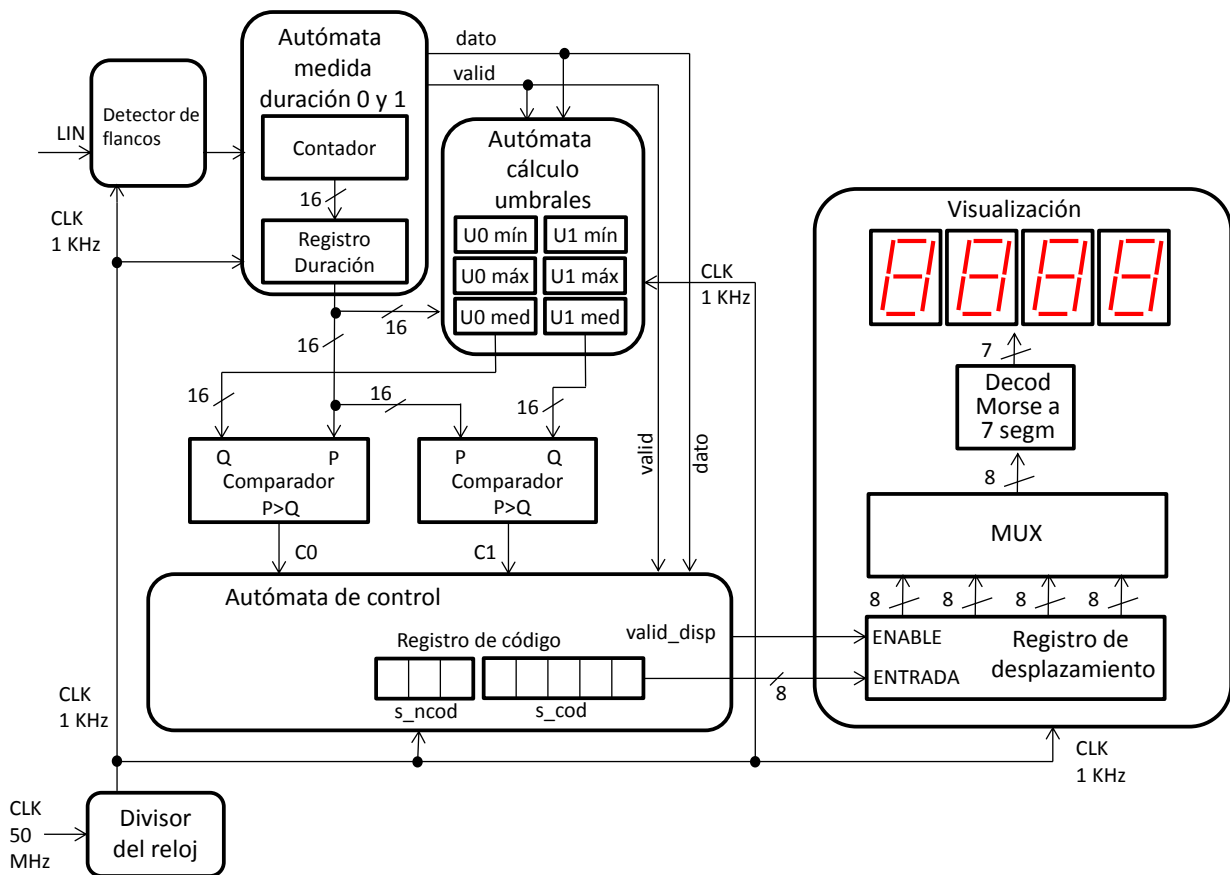 Autómata
medida
duración 0 y 1
Contador
16
Registro
Duración
dato
valid
Detector de
flancos
LIN
CLK
1 KHz
Autómata
cálculo
umbrales
U0 mín
U1 mín
U0 máx
U1 máx
U0 med
U1 med
CLK
1 KHz
16
16
16
16
16
Q
P
Comparador
P>Q
P
Q
Comparador
P>Q
C0
C1
valid
dato
Autómata de control
Registro de código
s_ncod
s_cod
valid_disp
8
CLK
1 KHz
CLK
50
MHz
Divisor
del reloj
Visualización
8888
7
Decod
Morse a
7 segm
8
MUX
8
8
8
8
ENABLE
ENTRADA
Registro de
desplazamiento
CLK
1 KHz